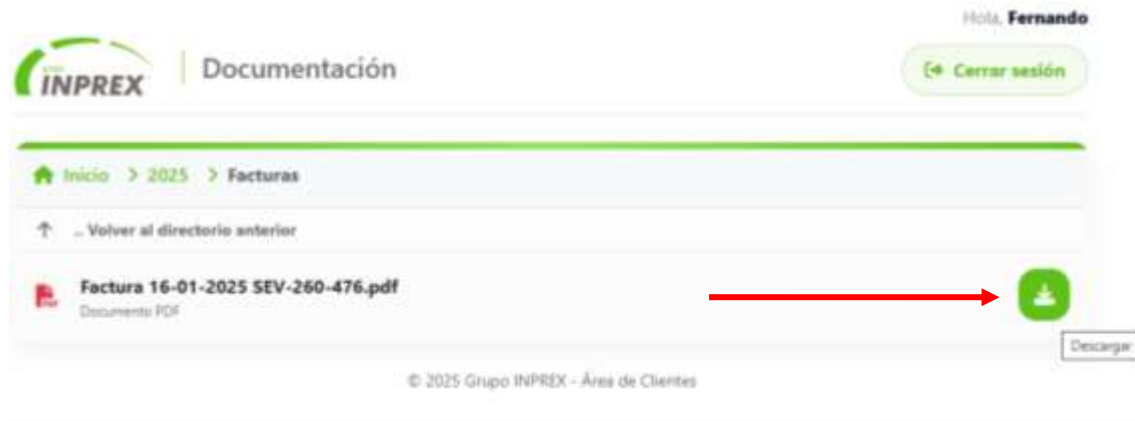 Hola, Fernando
GRUPO
INPREX
Documentación
Cerrar sesión
Inicio > 2025 > Facturas
.. Volver al directorio anterior
Factura 16-01-2025 SEV-260-476.pdf
Documento PDF
Descargar
© 2025 Grupo INPREX - Área de Clientes